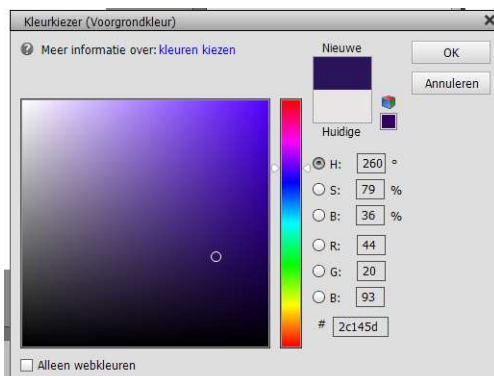 Kleurkiezer (Voorgrondkleur)
Meer informatie over: kleuren kiezen
Nieuwe
OK
Annuleren
Huidige
H: 260 °
S: 79 %
B: 36 %
R: 44
G: 20
B: 93
# 2c145d
Alleen webkleuren